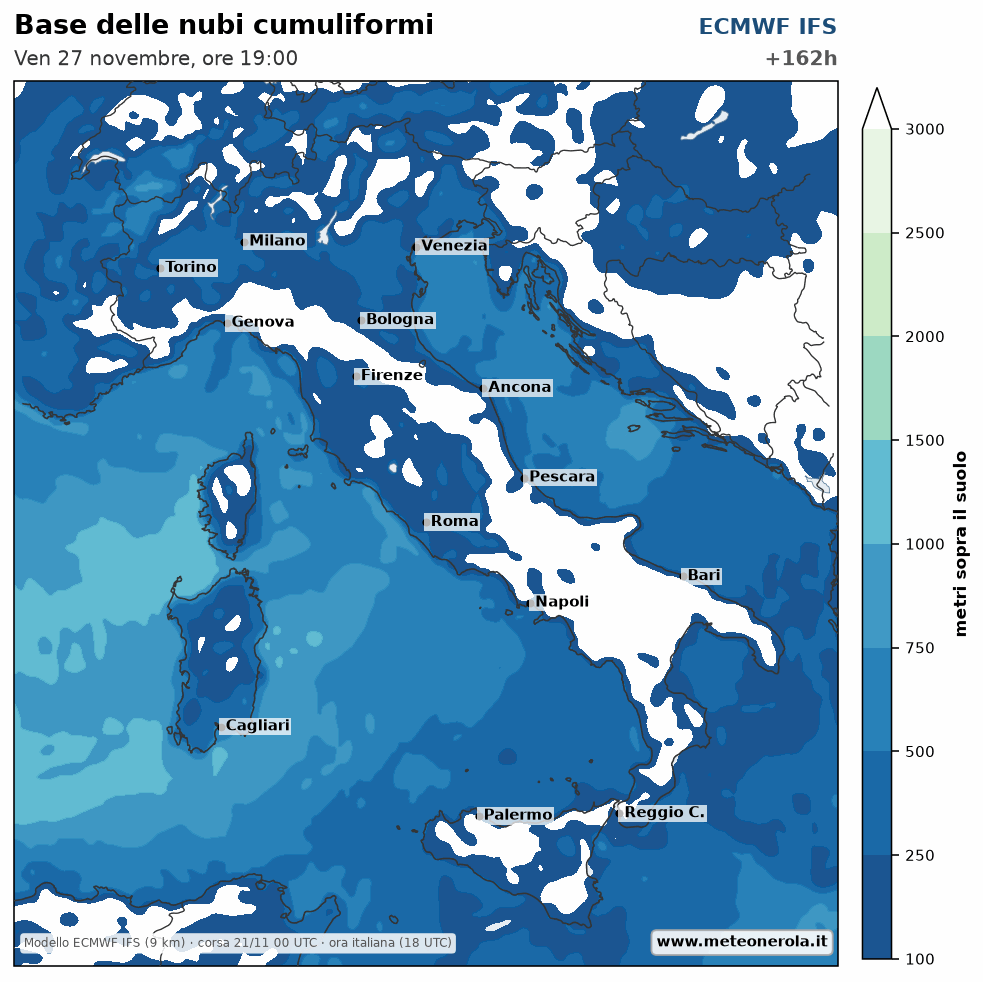 Base delle nubi cumuliformi
ECMWF IFS
Ven 27 novembre, ore 19:00
+162h
Milano
Venezia
Torino
Genova
Bologna
Firenze
Ancona
Pescara
Roma
Bari
Napoli
Cagliari
Palermo
Reggio C.
3000
2500
2000
1500
1000
750
500
250
100
metri sopra il suolo
Modello ECMWF IFS (9 km) · corsa 21/11 00 UTC · ora italiana (18 UTC)
www.meteonerola.it